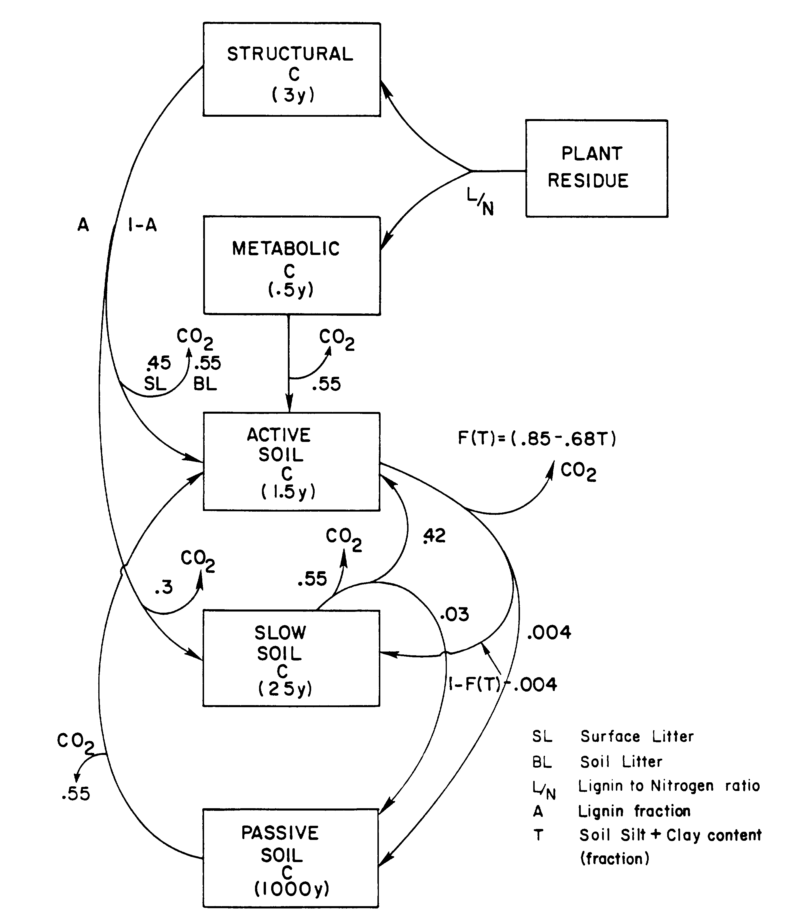 STRUCTURAL
C
(3y)
PLANT
RESIDUE
L/N
A
1-A
METABOLIC
C
(.5y)
CO2
.45 .55
SL BL
CO2
.55
ACTIVE
SOIL
C
(1.5y)
F(T)=(.85-.68T)
CO2
CO2
.3
CO2
.55
.42
.03
.004
SLOW
SOIL
C
(25y)
1-F(T)-.004
CO2
.55
PASSIVE
SOIL
C
(1000y)
SL Surface Litter
BL Soil Litter
L/N Lignin to Nitrogen ratio
A Lignin fraction
T Soil Silt + Clay content
(fraction)